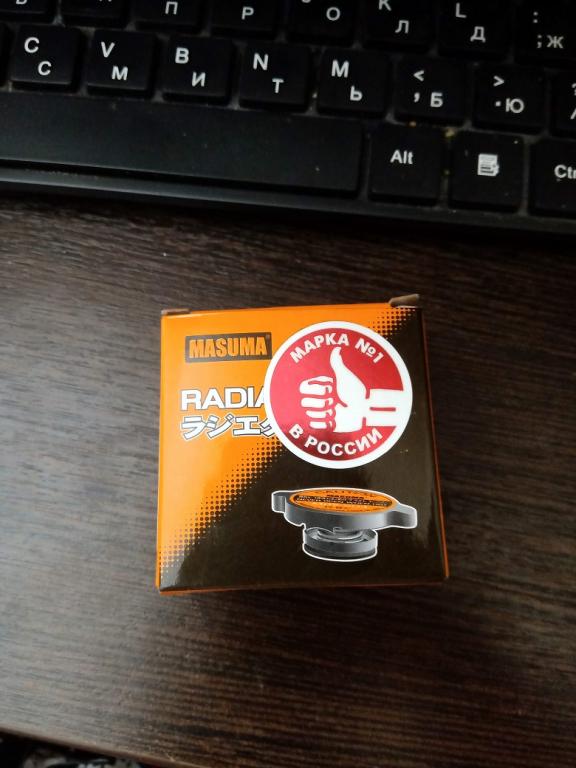 П Р О Л Д : ; Ж
K L
C С V М B И N Т M Ь < , Б > . Ю
Alt Ctr
MASUMA
МАРКА №1
В РОССИИ
RADIA
ラジエ